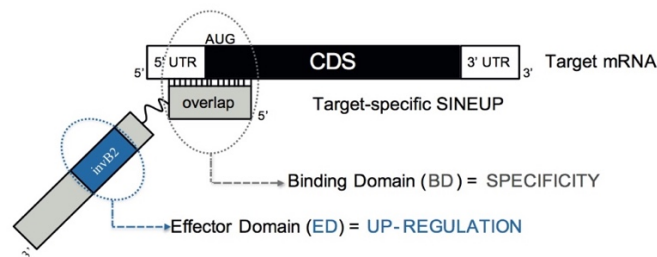 AUG
5' UTR CDS 3' UTR Target mRNA
5' 3'
overlap 5' Target-specific SINEUP
invB2
Binding Domain (BD) = SPECIFICITY
Effector Domain (ED) = UP-REGULATION
3'